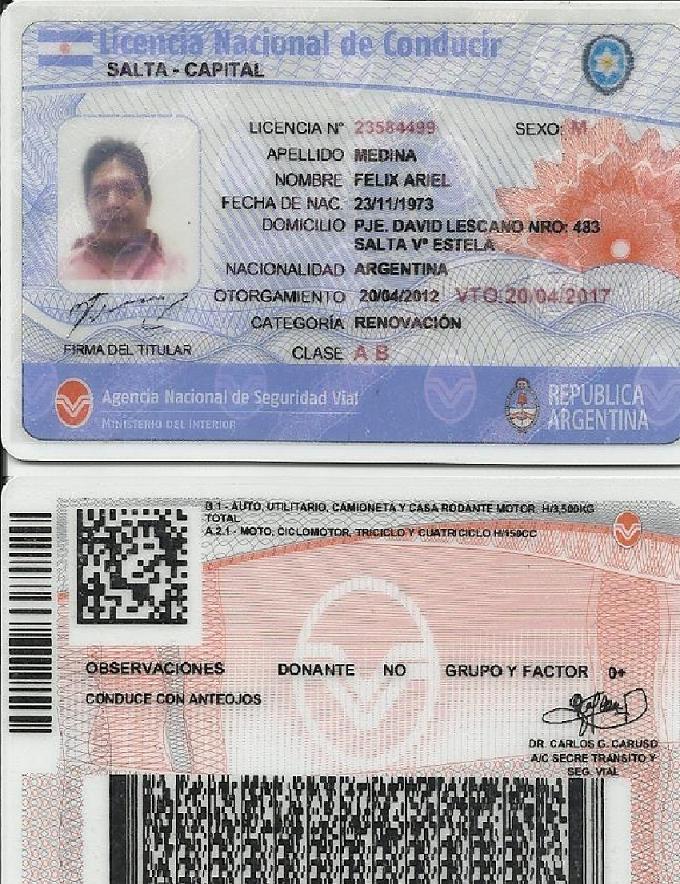 Licencia Nacional de Conducir
SALTA - CAPITAL
LICENCIA Nº 23584499 SEXO: M
APELLIDO MEDINA
NOMBRE FELIX ARIEL
FECHA DE NAC. 23/11/1973
DOMICILIO PJE. DAVID LESCANO NRO: 483
SALTA Vº ESTELA
NACIONALIDAD ARGENTINA
OTORGAMIENTO 20/04/2012 VTO:20/04/2017
CATEGORÍA RENOVACIÓN
FIRMA DEL TITULAR
CLASE A B
Agencia Nacional de Seguridad Vial
MINISTERIO DEL INTERIOR
REPÚBLICA
ARGENTINA
B.1 - AUTO, UTILITARIO, CAMIONETA Y CASA RODANTE MOTOR. H/3,500KG
TOTAL
A.2.1 - MOTO, CICLOMOTOR, TRICICLO Y CUATRICICLO H/150CC
OBSERVACIONES DONANTE NO GRUPO Y FACTOR 0+
CONDUCE CON ANTEOJOS
DR. CARLOS G. CARUSO
A/C SECRE TRANSITO Y
SEG. VIAL